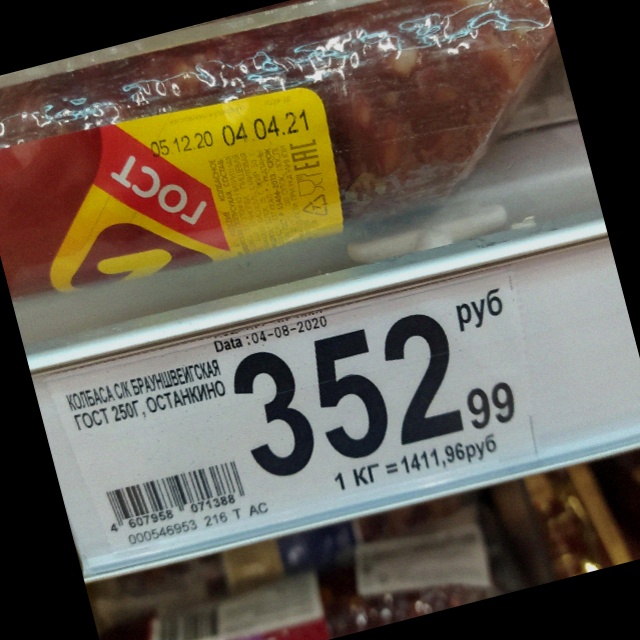 05.12.20 04 04.21
ГОСТ
EAC
Data : 04-08-2020
КОЛБАСА С/К БРАУНШВЕЙГСКАЯ
ГОСТ 250Г, ОСТАНКИНО
352 99 руб
1 КГ = 1411,96руб
4 607958 071388
000546953 216 Т АС